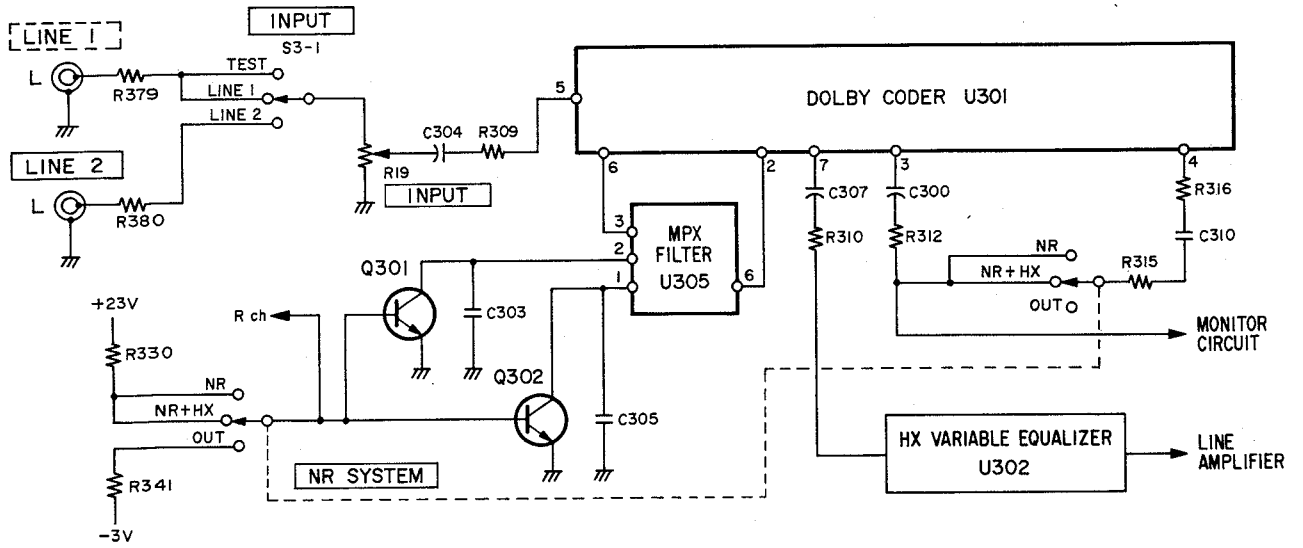 LINE 1
INPUT
S3-1
L
R379
TEST
LINE 1
LINE 2
LINE 2
L
R380
R19
INPUT
C304
R309
5
DOLBY CODER U301
6
2
7
3
4
C307
C300
R316
R310
R312
C310
3
2
1
MPX
FILTER
U305
6
NR
NR+HX
OUT
R315
MONITOR
CIRCUIT
Q301
C303
+23V
R ch
R330
Q302
C305
NR
NR+HX
OUT
R341
-3V
NR SYSTEM
HX VARIABLE EQUALIZER
U302
LINE
AMPLIFIER